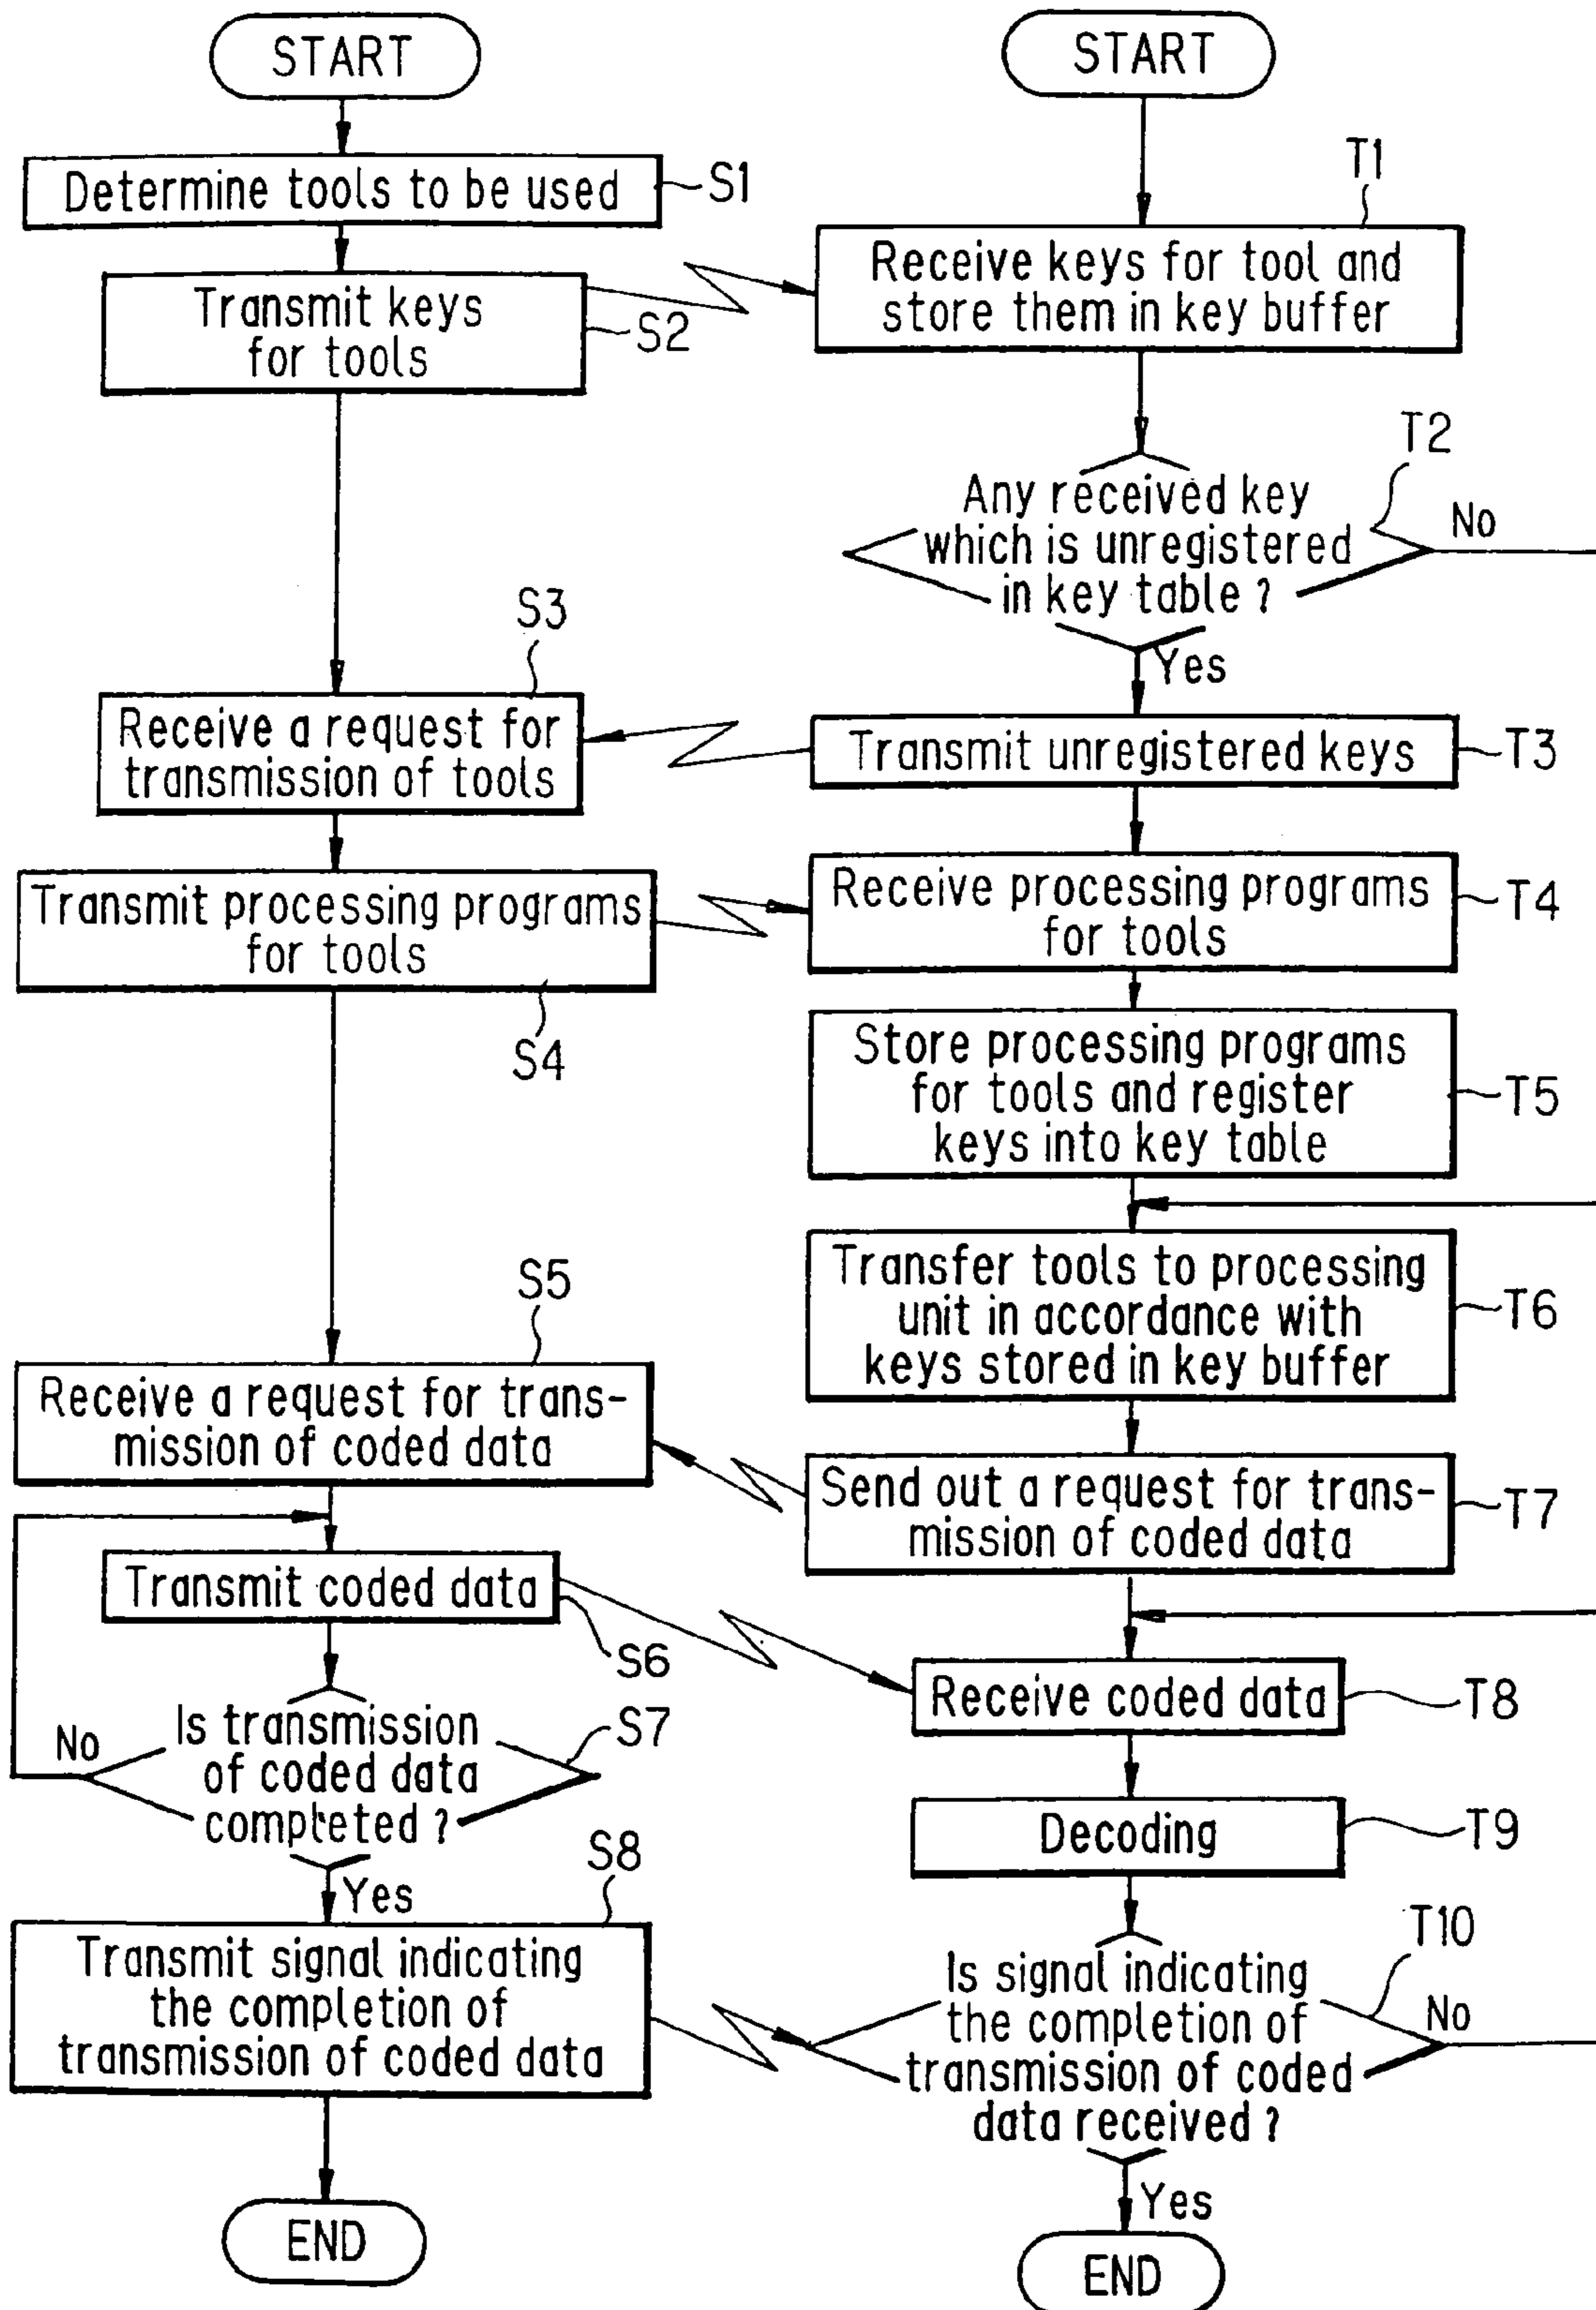 START
Determine tools to be used
S1
Transmit keys
for tools
S2
S3
Receive a request for
transmission of tools
Transmit processing programs
for tools
S4
S5
Receive a request for trans-
mission of coded data
Transmit coded data
S6
Is transmission
of coded data
completed ?
S7
No
Yes
S8
Transmit signal indicating
the completion of
transmission of coded data
END
START
T1
Receive keys for tool and
store them in key buffer
T2
Any received key
which is unregistered
in key table ?
No
Yes
Transmit unregistered keys
T3
Receive processing programs
for tools
T4
Store processing programs
for tools and register
keys into key table
T5
Transfer tools to processing
unit in accordance with
keys stored in key buffer
T6
Send out a request for trans-
mission of coded data
T7
Receive coded data
T8
Decoding
T9
T10
Is signal indicating
the completion of
transmission of coded
data received ?
No
Yes
END